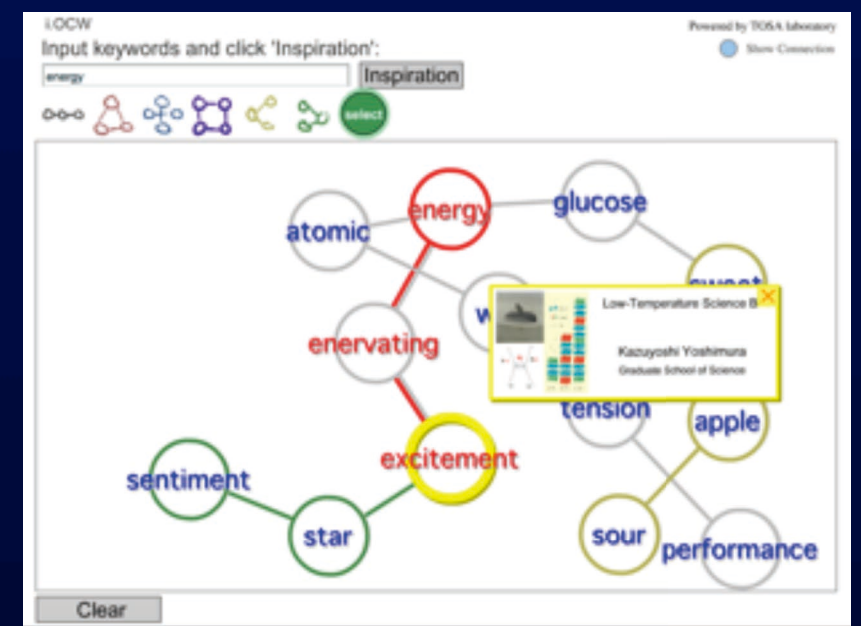 i.OCW
Powered by TOSA laboratory
Input keywords and click 'Inspiration':
Show Connection
energy
Inspiration
select
energy
glucose
atomic
sweet
Low-Temperature Science B
enervating
Kazuyoshi Yoshimura
Graduate School of Science
tension
apple
excitement
sentiment
star
sour
performance
Clear